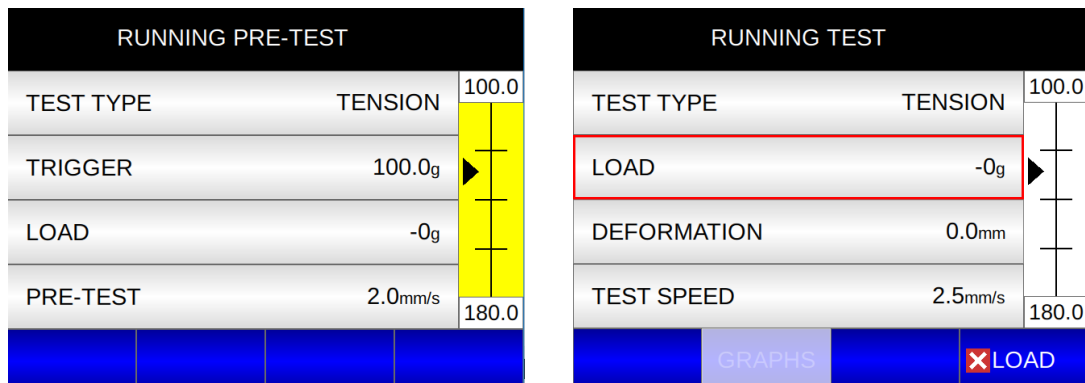 RUNNING PRE-TEST
TEST TYPE TENSION
100.0
TRIGGER 100.0g
LOAD -0g
PRE-TEST 2.0mm/s
180.0
RUNNING TEST
TEST TYPE TENSION
100.0
LOAD -0g
DEFORMATION 0.0mm
TEST SPEED 2.5mm/s
180.0
GRAPHS LOAD